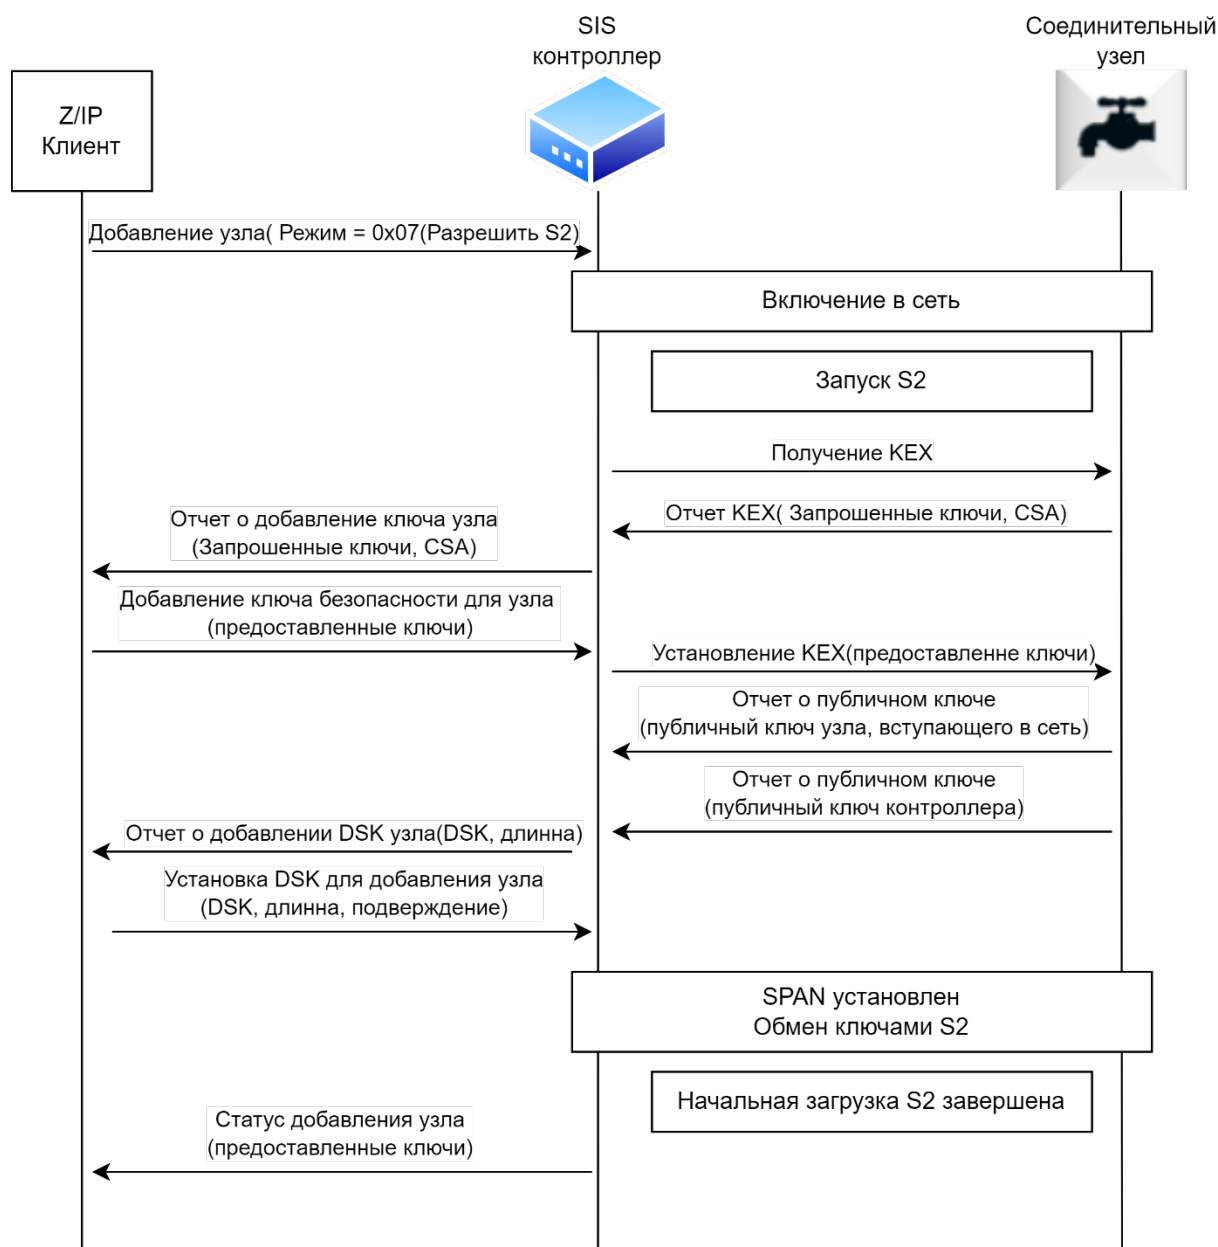 SIS
контроллер
Соединительный
узел
Z/IP
Клиент
Добавление узла( Режим = 0x07(Разрешить S2)
Включение в сеть
Запуск S2
Получение KEX
Отчет KEX( Запрошенные ключи, CSA)
Отчет о добавление ключа узла
(Запрошенные ключи, CSA)
Добавление ключа безопасности для узла
(предоставленные ключи)
Установление KEX(предоставленне ключи)
Отчет о публичном ключе
(публичный ключ узла, вступающего в сеть)
Отчет о публичном ключе
(публичный ключ контроллера)
Отчет о добавлении DSK узла(DSK, длинна)
Установка DSK для добавления узла
(DSK, длинна, подверждение)
SPAN установлен
Обмен ключами S2
Начальная загрузка S2 завершена
Статус добавления узла
(предоставленные ключи)